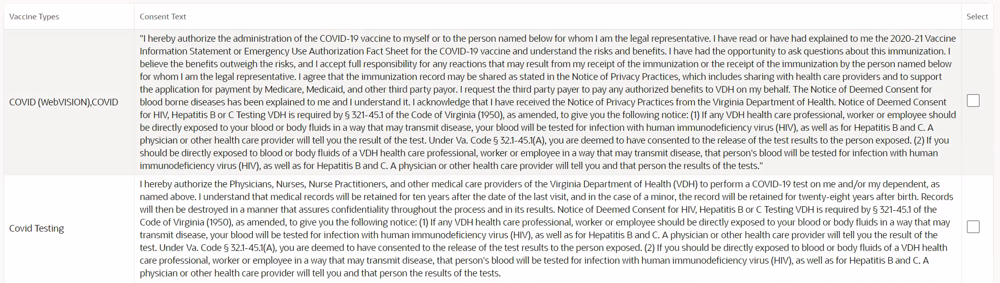 Vaccine Types
Consent Text
Select
COVID (WebVISION),COVID
"I hereby authorize the administration of the COVID-19 vaccine to myself or to the person named below for whom I am the legal representative. I have read or have had explained to me the 2020-21 Vaccine
Information Statement or Emergency Use Authorization Fact Sheet for the COVID-19 vaccine and understand the risks and benefits. I have had the opportunity to ask questions about this immunization. I
believe the benefits outweigh the risks, and I accept full responsibility for any reactions that may result from my receipt of the immunization or the receipt of the immunization by the person named below
for whom I am the legal representative. I agree that the immunization record may be shared as stated in the Notice of Privacy Practices, which includes sharing with health care providers and to support
the application for payment by Medicare, Medicaid, and other third party payor. I request the third party payer to pay any authorized benefits to VDH on my behalf. The Notice of Deemed Consent for
blood borne diseases has been explained to me and I understand it. I acknowledge that I have received the Notice of Privacy Practices from the Virginia Department of Health. Notice of Deemed Consent
for HIV, Hepatitis B or C Testing VDH is required by § 321-45.1 of the Code of Virginia (1950), as amended, to give you the following notice: (1) If any VDH health care professional, worker or employee should
be directly exposed to your blood or body fluids in a way that may transmit disease, your blood will be tested for infection with human immunodeficiency virus (HIV), as well as for Hepatitis B and C. A
physician or other health care provider will tell you the result of the test. Under Va. Code § 32.1-45.1(A), you are deemed to have consented to the release of the test results to the person exposed. (2) If you
should be directly exposed to blood or body fluids of a VDH health care professional, worker or employee in a way that may transmit disease, that person's blood will be tested for infection with human
immunodeficiency virus (HIV), as well as for Hepatitis B and C. A physician or other health care provider will tell you and that person the results of the tests."
Covid Testing
I hereby authorize the Physicians, Nurses, Nurse Practitioners, and other medical care providers of the Virginia Department of Health (VDH) to perform a COVID-19 test on me and/or my dependent, as
named above. I understand that medical records will be retained for ten years after the date of the last visit, and in the case of a minor, the record will be retained for twenty-eight years after birth. Records
will then be destroyed in a manner that assures confidentiality throughout the process and in its results. Notice of Deemed Consent for HIV, Hepatitis B or C Testing VDH is required by § 321-45.1 of the
Code of Virginia (1950), as amended, to give you the following notice: (1) If any VDH health care professional, worker or employee should be directly exposed to your blood or body fluids in a way that may
transmit disease, your blood will be tested for infection with human immunodeficiency virus (HIV), as well as for Hepatitis B and C. A physician or other health care provider will tell you the result of the
test. Under Va. Code § 32.1-45.1(A), you are deemed to have consented to the release of the test results to the person exposed. (2) If you should be directly exposed to blood or body fluids of a VDH health
care professional, worker or employee in a way that may transmit disease, that person's blood will be tested for infection with human immunodeficiency virus (HIV), as well as for Hepatitis B and C. A
physician or other health care provider will tell you and that person the results of the tests.